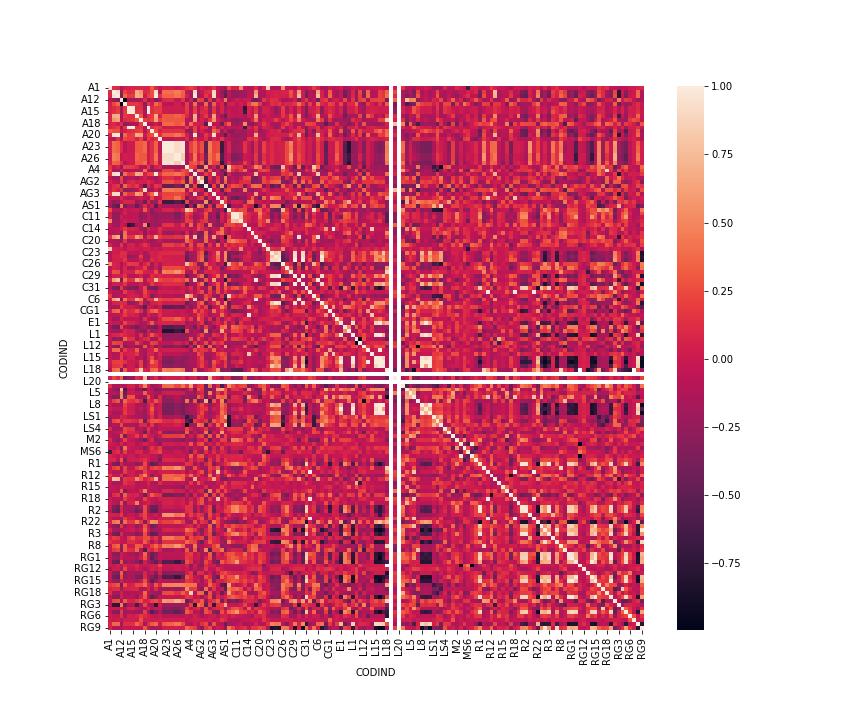 CODIND
A1
A12
A15
A18
A20
A23
A26
A4
AG2
AG3
AS1
C11
C14
C20
C23
C26
C29
C31
C6
CG1
E1
L1
L12
L15
L18
L20
L5
L8
LS1
LS4
M2
MS6
R1
R12
R15
R18
R2
R22
R3
R8
RG1
RG12
RG15
RG18
RG3
RG6
RG9
A1
A12
A15
A18
A20
A23
A26
A4
AG2
AG3
AS1
C11
C14
C20
C23
C26
C29
C31
C6
CG1
E1
L1
L12
L15
L18
L20
L5
L8
LS1
LS4
M2
MS6
R1
R12
R15
R18
R2
R22
R3
R8
RG1
RG12
RG15
RG18
RG3
RG6
RG9
CODIND
1.00
0.75
0.50
0.25
0.00
−0.25
−0.50
−0.75